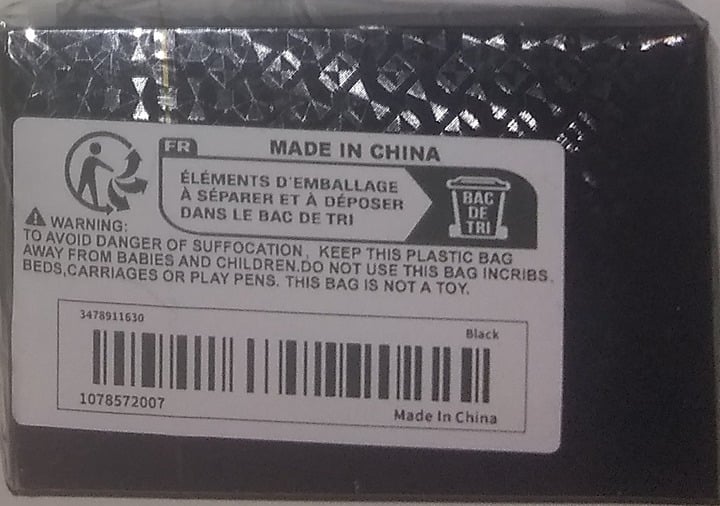 FR MADE IN CHINA
ÉLÉMENTS D'EMBALLAGE
À SÉPARER ET À DÉPOSER
DANS LE BAC DE TRI
BAC
DE
TRI
WARNING:
TO AVOID DANGER OF SUFFOCATION, KEEP THIS PLASTIC BAG
AWAY FROM BABIES AND CHILDREN.DO NOT USE THIS BAG INCRIBS.
BEDS,CARRIAGES OR PLAY PENS. THIS BAG IS NOT A TOY.
3478911630
Black
1078572007
Made In China